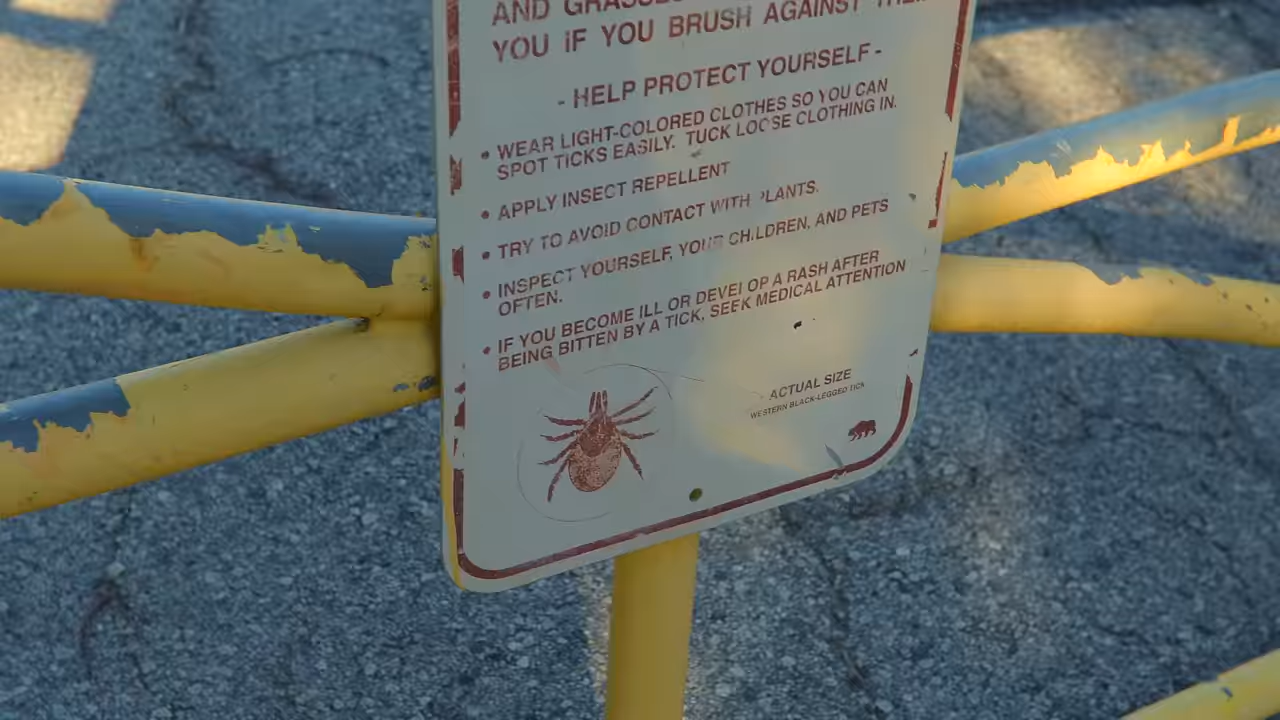 AND GRASSES
YOU IF YOU BRUSH AGAINST THEM
- HELP PROTECT YOURSELF -
• WEAR LIGHT-COLORED CLOTHES SO YOU CAN
SPOT TICKS EASILY. TUCK LOOSE CLOTHING IN.
• APPLY INSECT REPELLENT
• TRY TO AVOID CONTACT WITH PLANTS.
• INSPECT YOURSELF, YOUR CHILDREN, AND PETS
OFTEN.
• IF YOU BECOME ILL OR DEVELOP A RASH AFTER
BEING BITTEN BY A TICK, SEEK MEDICAL ATTENTION
ACTUAL SIZE
WESTERN BLACK-LEGGED TICK